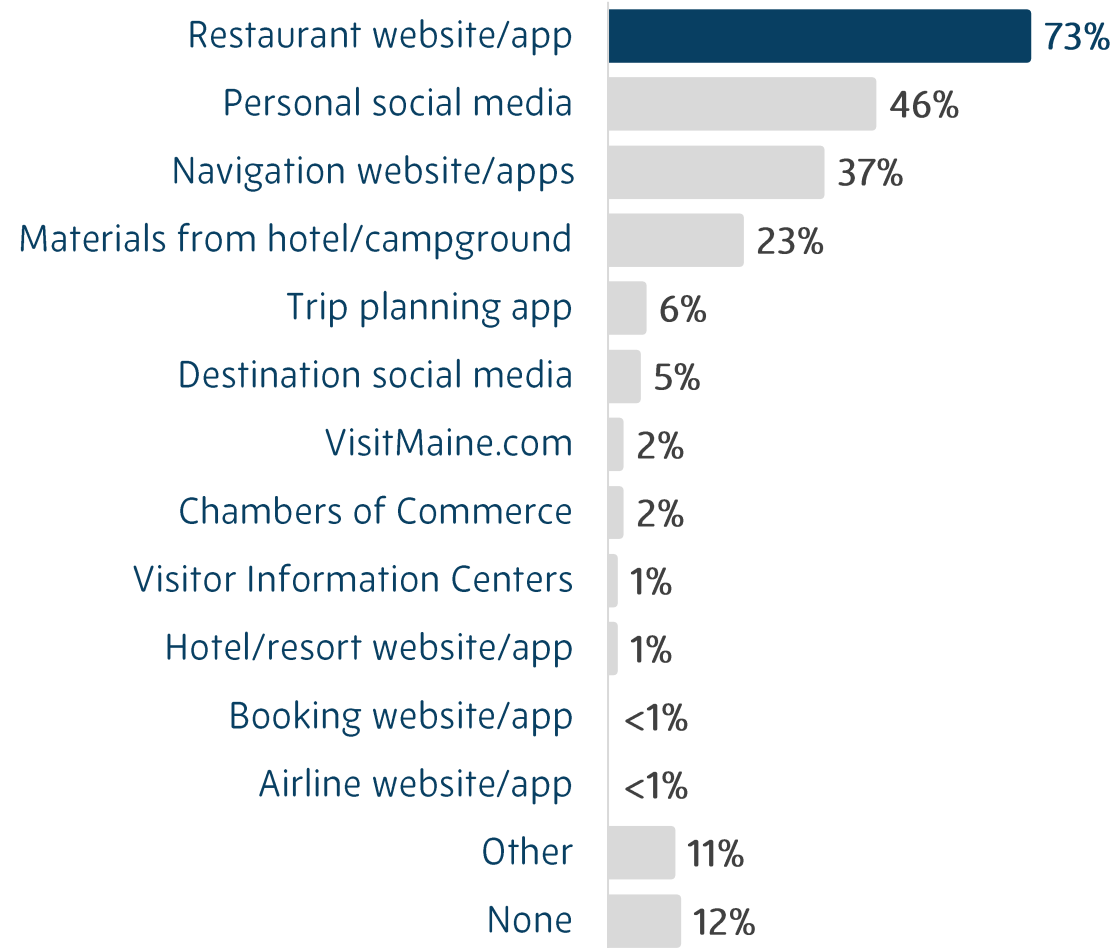 Restaurant website/app 73%
Personal social media 46%
Navigation website/apps 37%
Materials from hotel/campground 23%
Trip planning app 6%
Destination social media 5%
VisitMaine.com 2%
Chambers of Commerce 2%
Visitor Information Centers 1%
Hotel/resort website/app 1%
Booking website/app <1%
Airline website/app <1%
Other 11%
None 12%